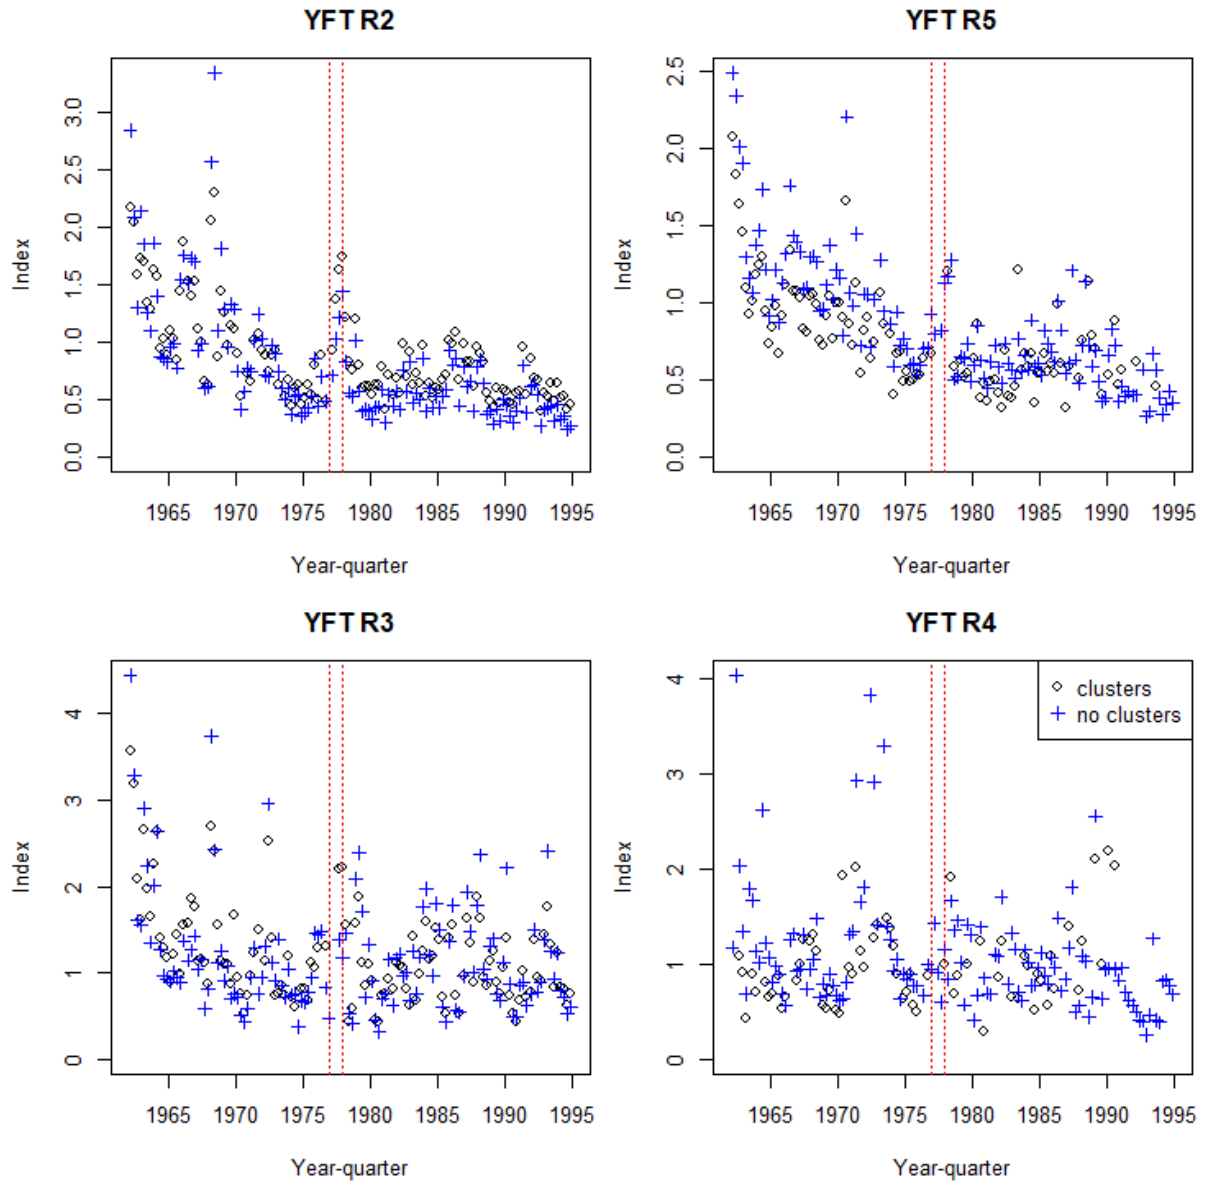 YFT R2
Index
0.0 0.5 1.0 1.5 2.0 2.5 3.0
1965 1970 1975 1980 1985 1990 1995
Year-quarter
YFT R5
Index
0.0 0.5 1.0 1.5 2.0 2.5
1965 1970 1975 1980 1985 1990 1995
Year-quarter
YFT R3
Index
0 1 2 3 4
1965 1970 1975 1980 1985 1990 1995
Year-quarter
YFT R4
Index
0 1 2 3 4
clusters
no clusters
1965 1970 1975 1980 1985 1990 1995
Year-quarter